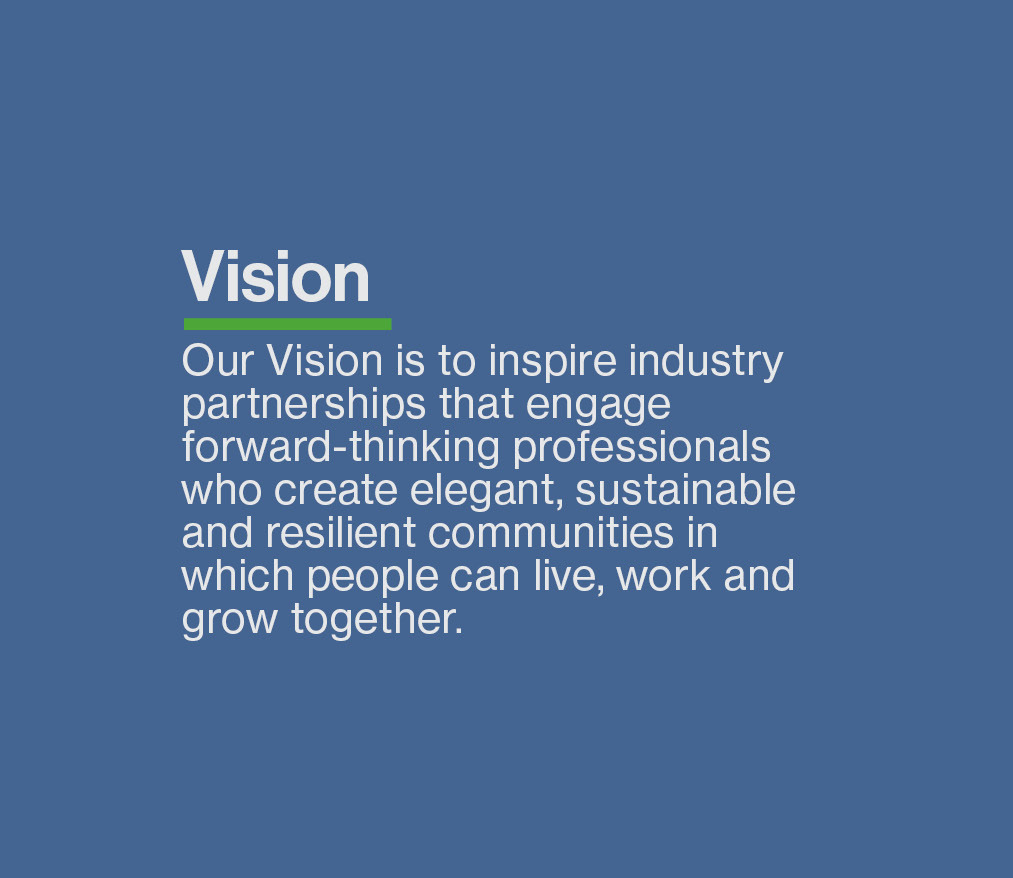 Vision
Our Vision is to inspire industry
partnerships that engage
forward-thinking professionals
who create elegant, sustainable
and resilient communities in
which people can live, work and
grow together.